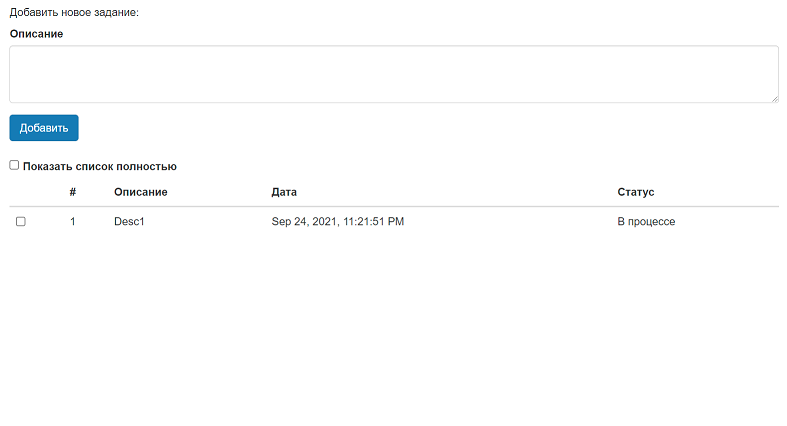 Добавить новое задание:
Описание
Добавить
Показать список полностью
# Описание Дата Статус
1 Desc1 Sep 24, 2021, 11:21:51 PM В процессе